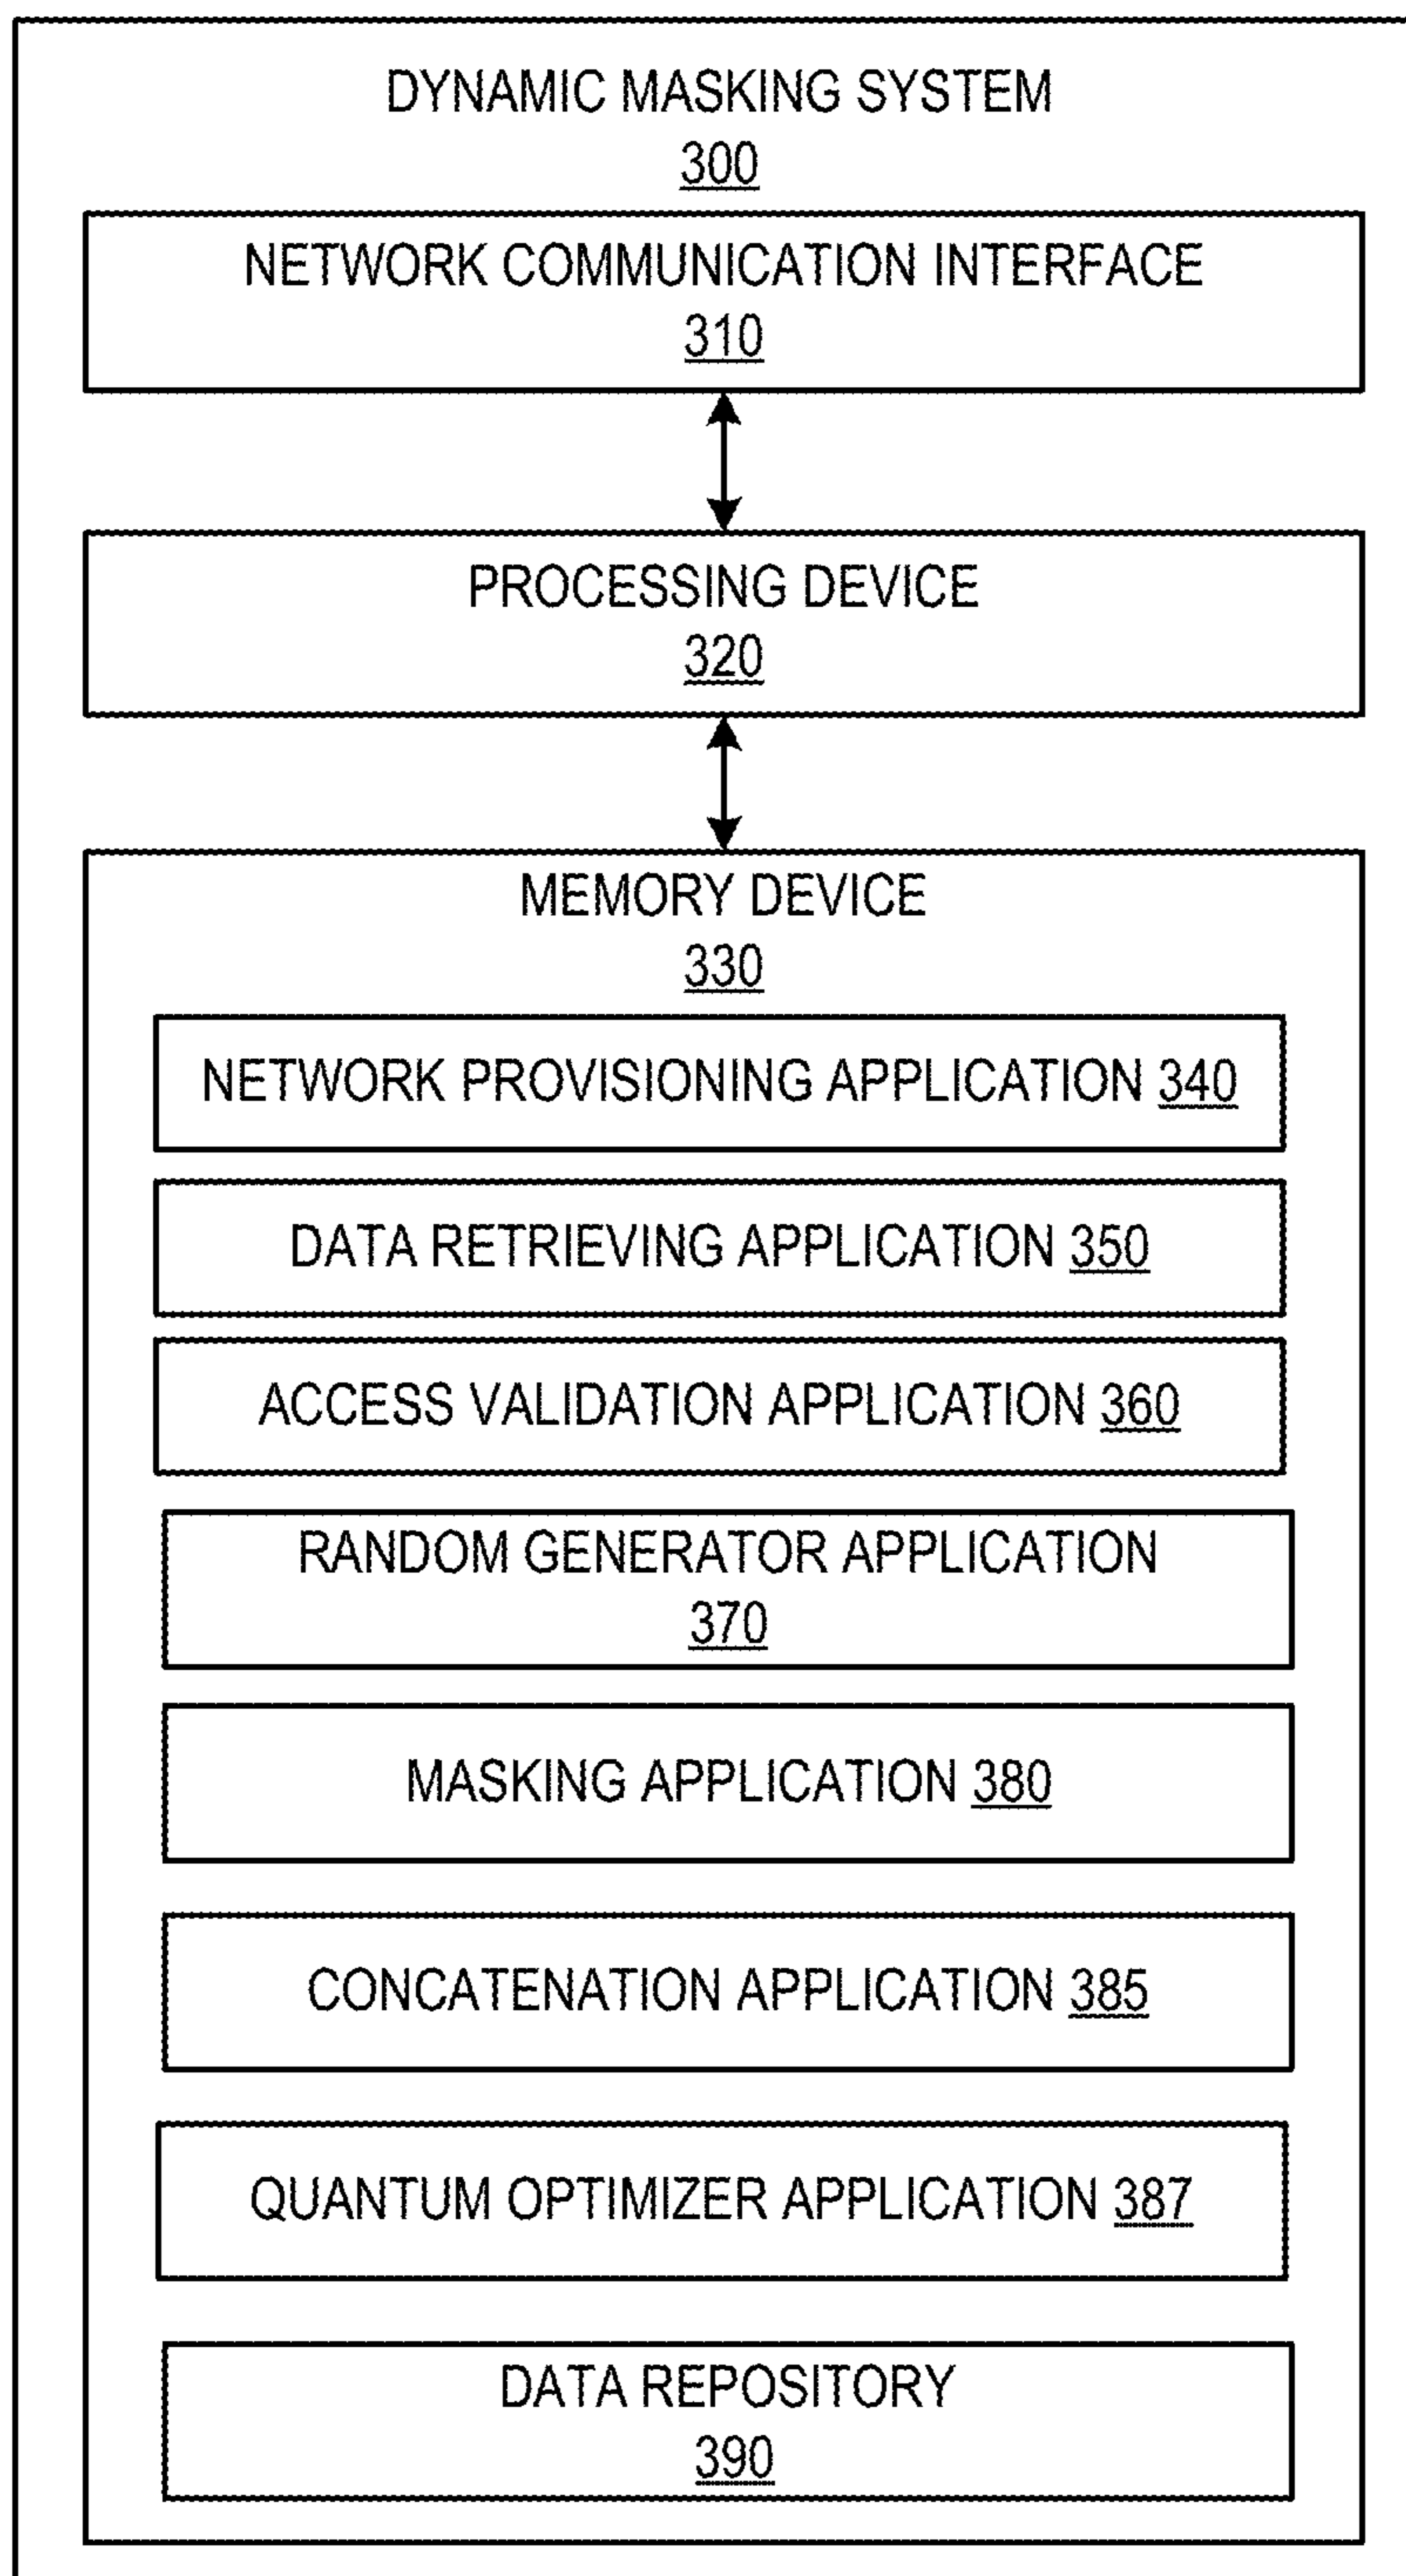 DYNAMIC MASKING SYSTEM
300
NETWORK COMMUNICATION INTERFACE
310
PROCESSING DEVICE
320
MEMORY DEVICE
330
NETWORK PROVISIONING APPLICATION 340
DATA RETRIEVING APPLICATION 350
ACCESS VALIDATION APPLICATION 360
RANDOM GENERATOR APPLICATION
370
MASKING APPLICATION 380
CONCATENATION APPLICATION 385
QUANTUM OPTIMIZER APPLICATION 387
DATA REPOSITORY
390